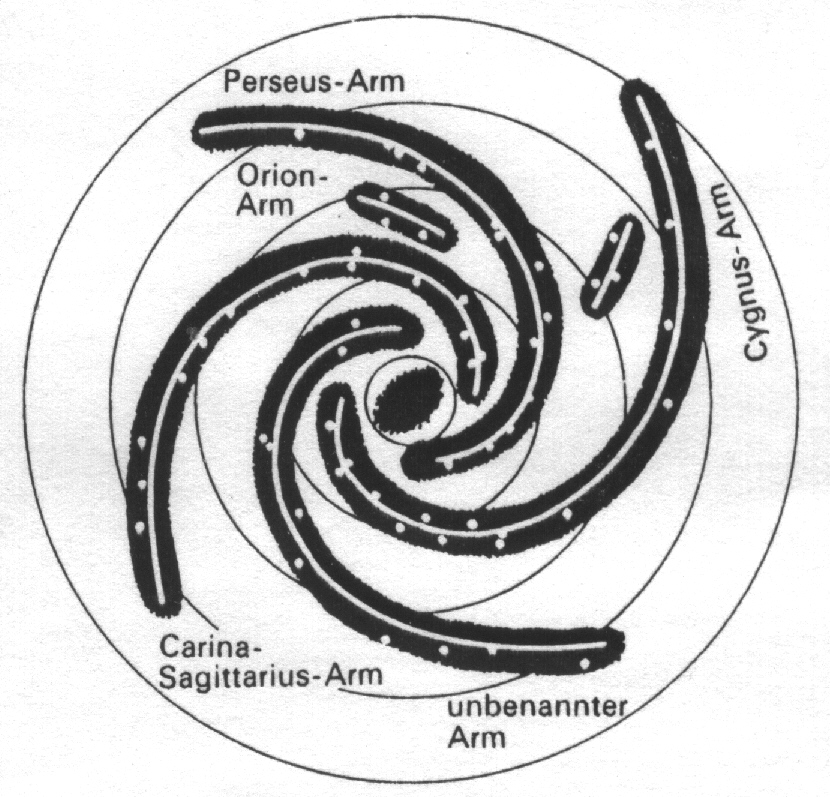 Perseus-Arm
Orion-
Arm
Cygnus-Arm
Carina-
Sagittarius-Arm
unbenannter
Arm